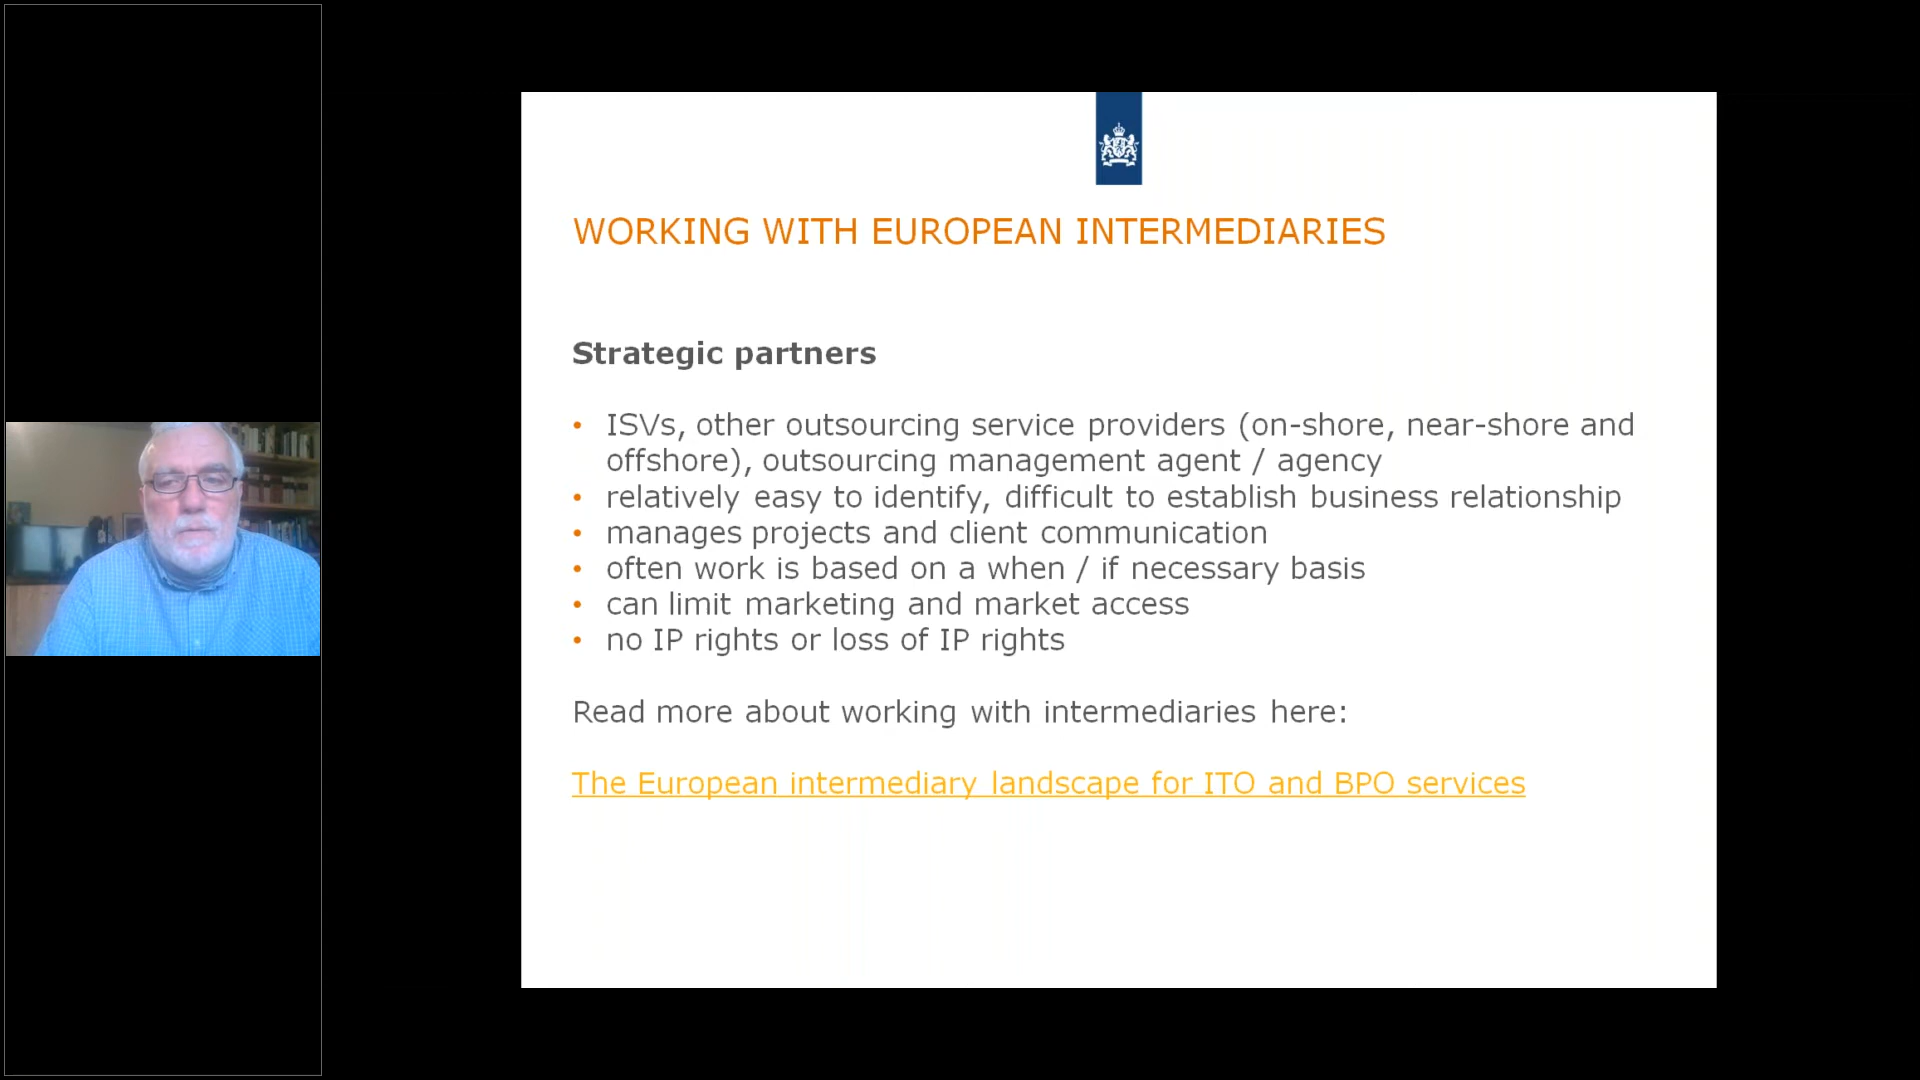 WORKING WITH EUROPEAN INTERMEDIARIES
Strategic partners
• ISVs, other outsourcing service providers (on-shore, near-shore and
offshore), outsourcing management agent / agency
• relatively easy to identify, difficult to establish business relationship
• manages projects and client communication
• often work is based on a when / if necessary basis
• can limit marketing and market access
• no IP rights or loss of IP rights
Read more about working with intermediaries here:
The European intermediary landscape for ITO and BPO services